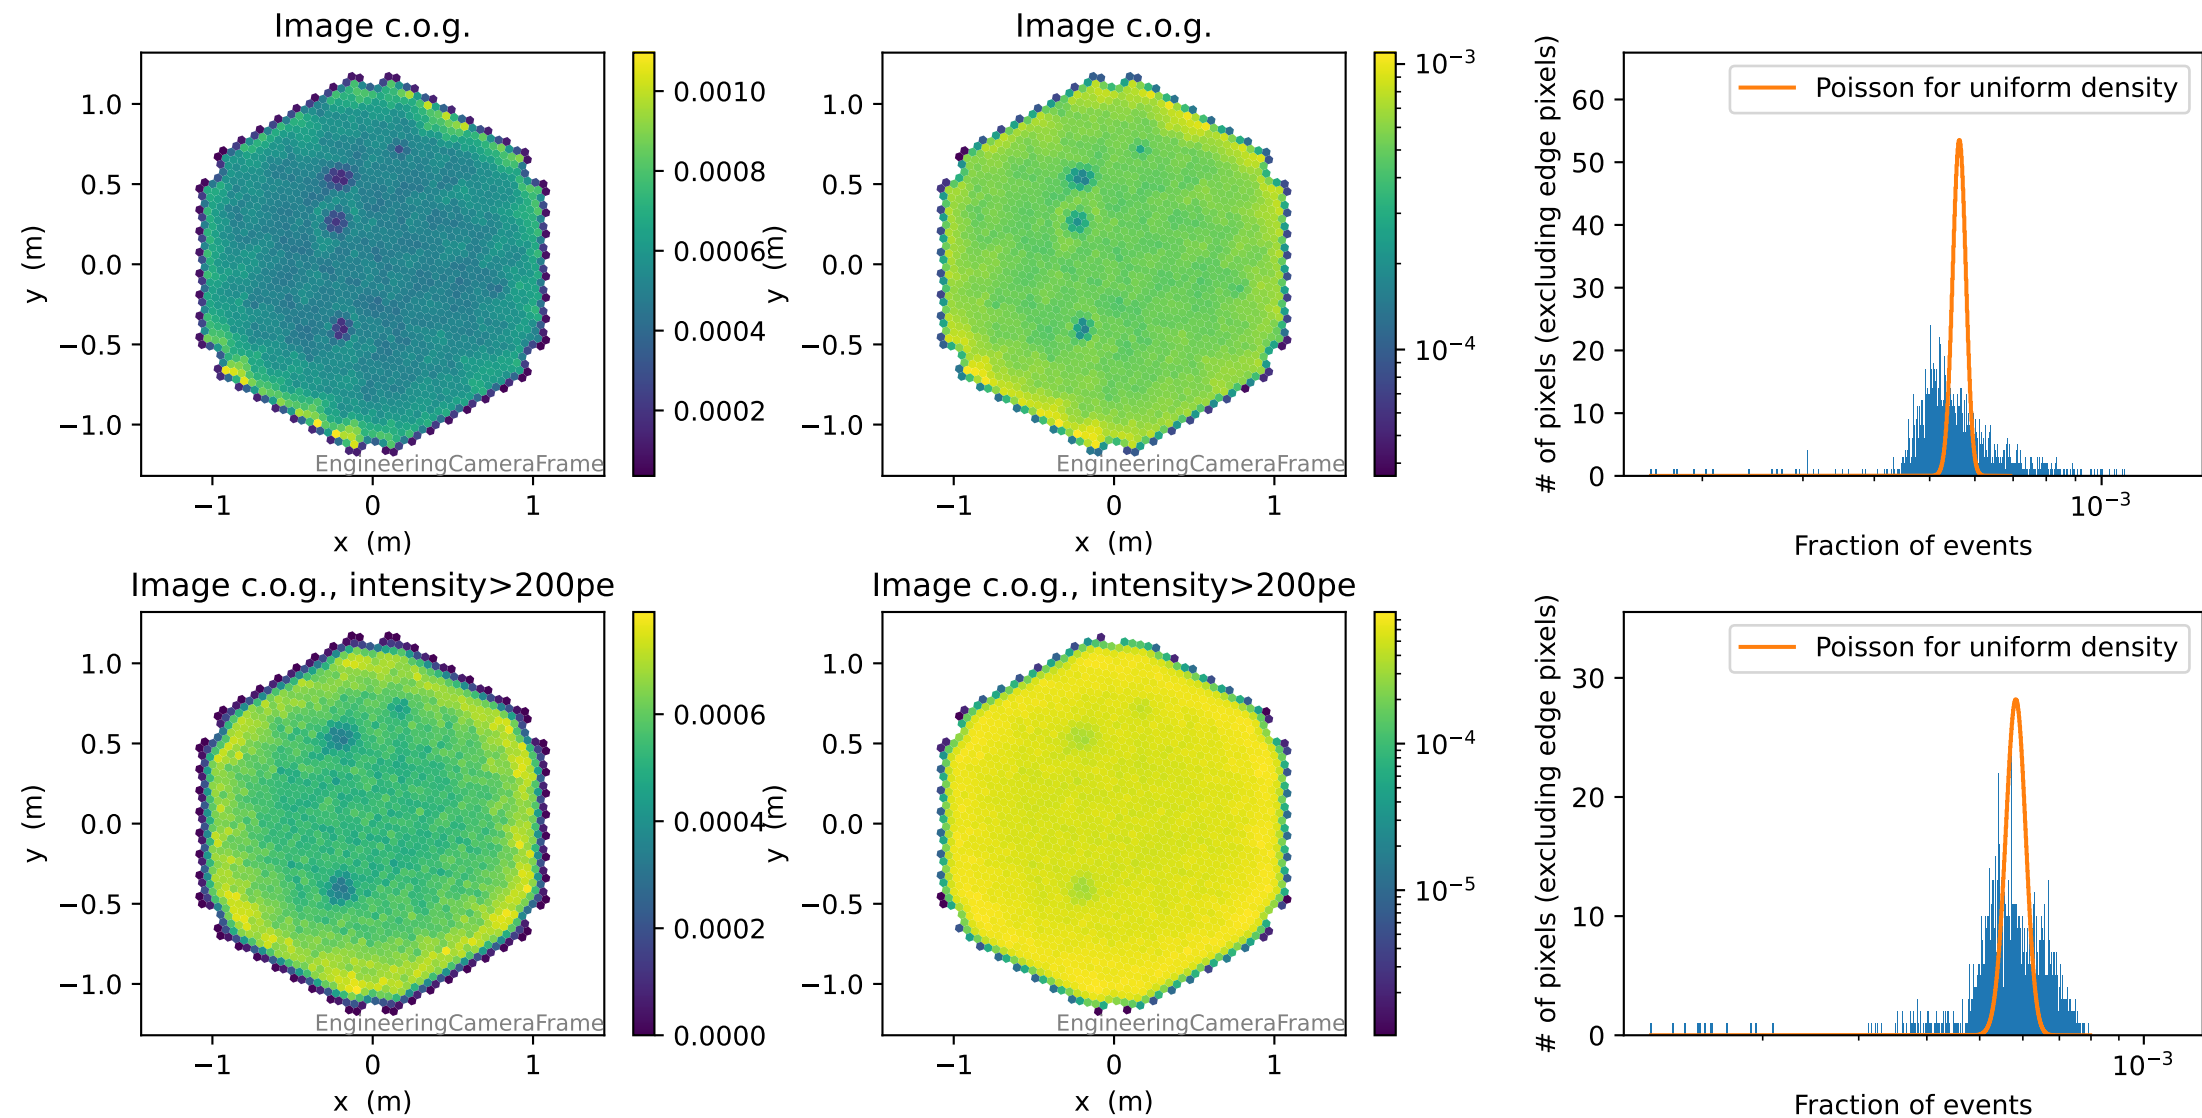 Image c.o.g.
1.0
0.5
0.0
−0.5
−1.0
y (m)
−1
0
1
x (m)
EngineeringCameraFrame
0.0010
0.0008
0.0006
0.0004
0.0002
Image c.o.g.
1.0
0.5
0.0
−0.5
−1.0
y (m)
−1
0
1
x (m)
EngineeringCameraFrame
10⁻³
10⁻⁴
# of pixels (excluding edge pixels)
60
50
40
30
20
10
0
Poisson for uniform density
10⁻³
Fraction of events
Image c.o.g., intensity>200pe
1.0
0.5
0.0
−0.5
−1.0
y (m)
−1
0
1
x (m)
EngineeringCameraFrame
0.0006
0.0004
0.0002
0.0000
Image c.o.g., intensity>200pe
1.0
0.5
0.0
−0.5
−1.0
y (m)
−1
0
1
x (m)
EngineeringCameraFrame
10⁻⁴
10⁻⁵
# of pixels (excluding edge pixels)
30
20
10
0
Poisson for uniform density
10⁻³
Fraction of events